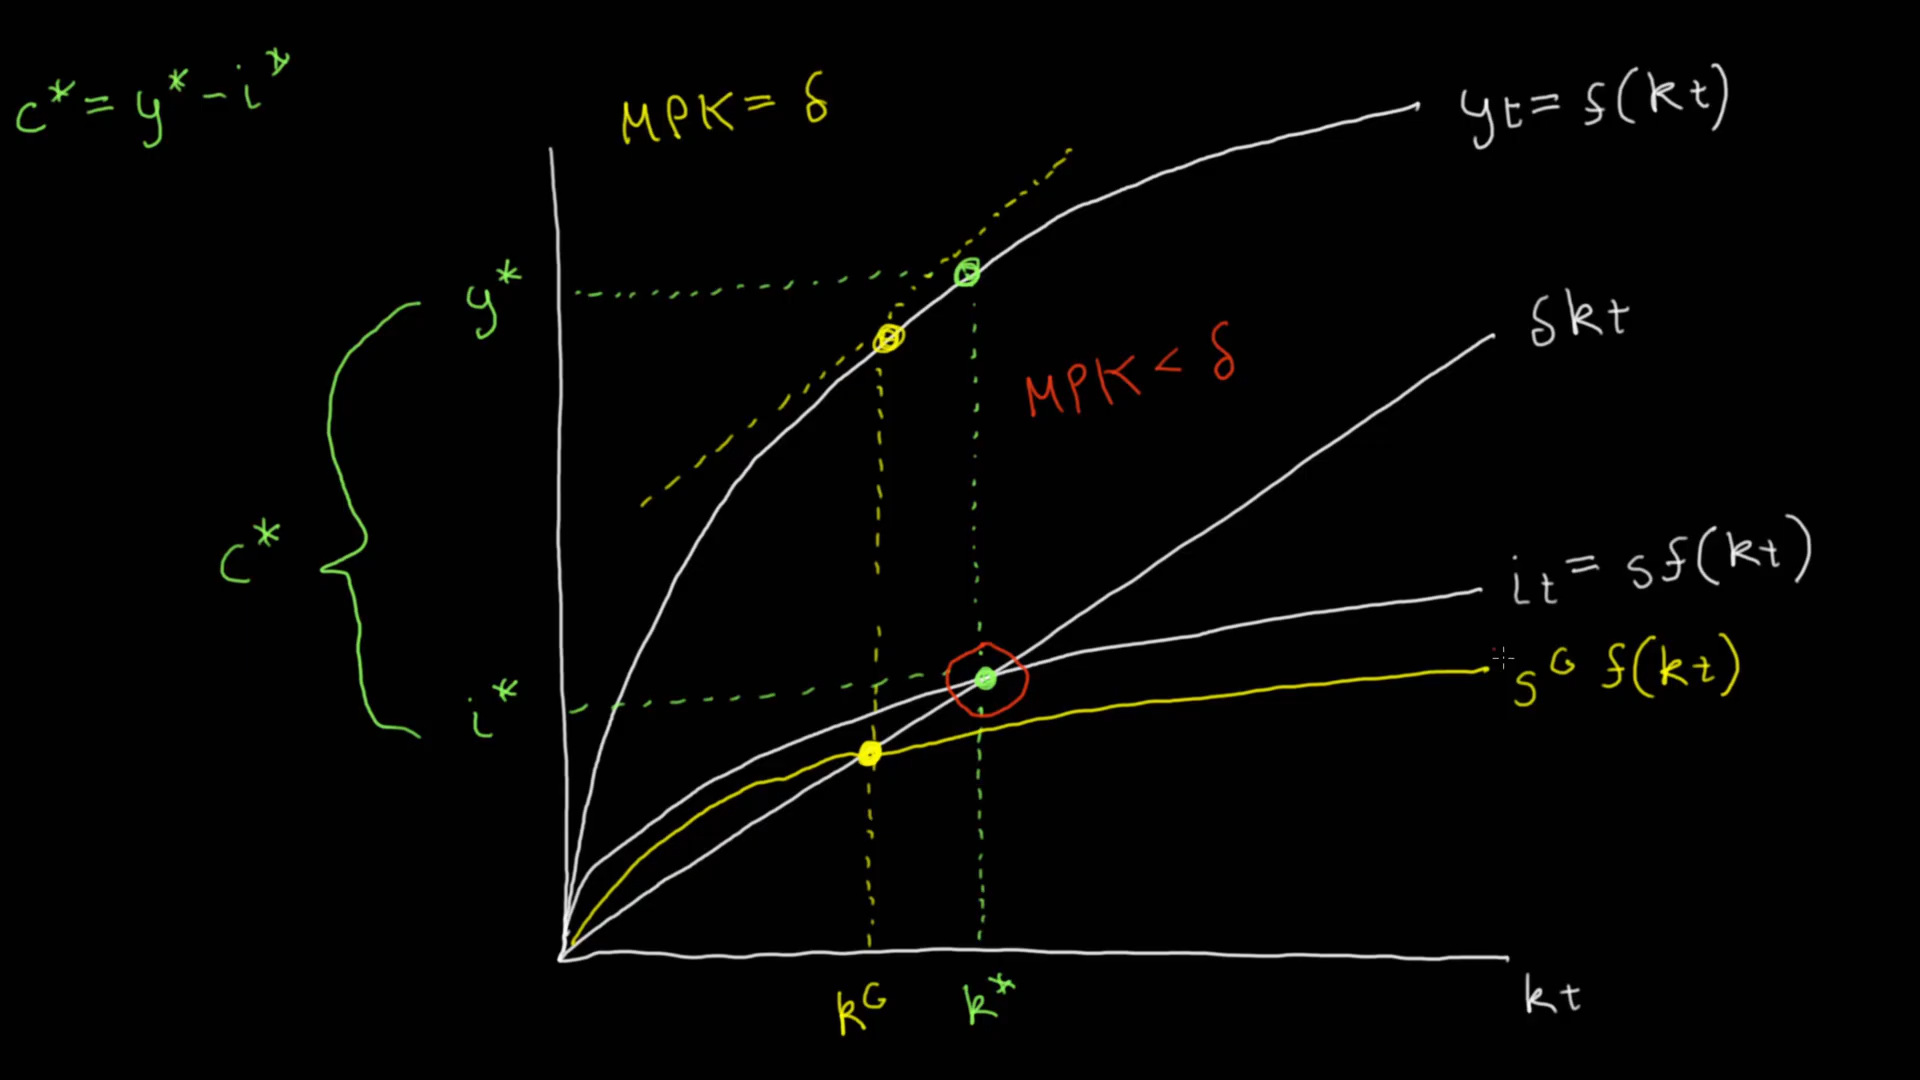 c* = y* - i*
MPK = δ
yt = f(kt)
y*
δkt
MPK < δ
c*
it = sf(kt)
s^G f(kt)
i*
k^G
k*
kt